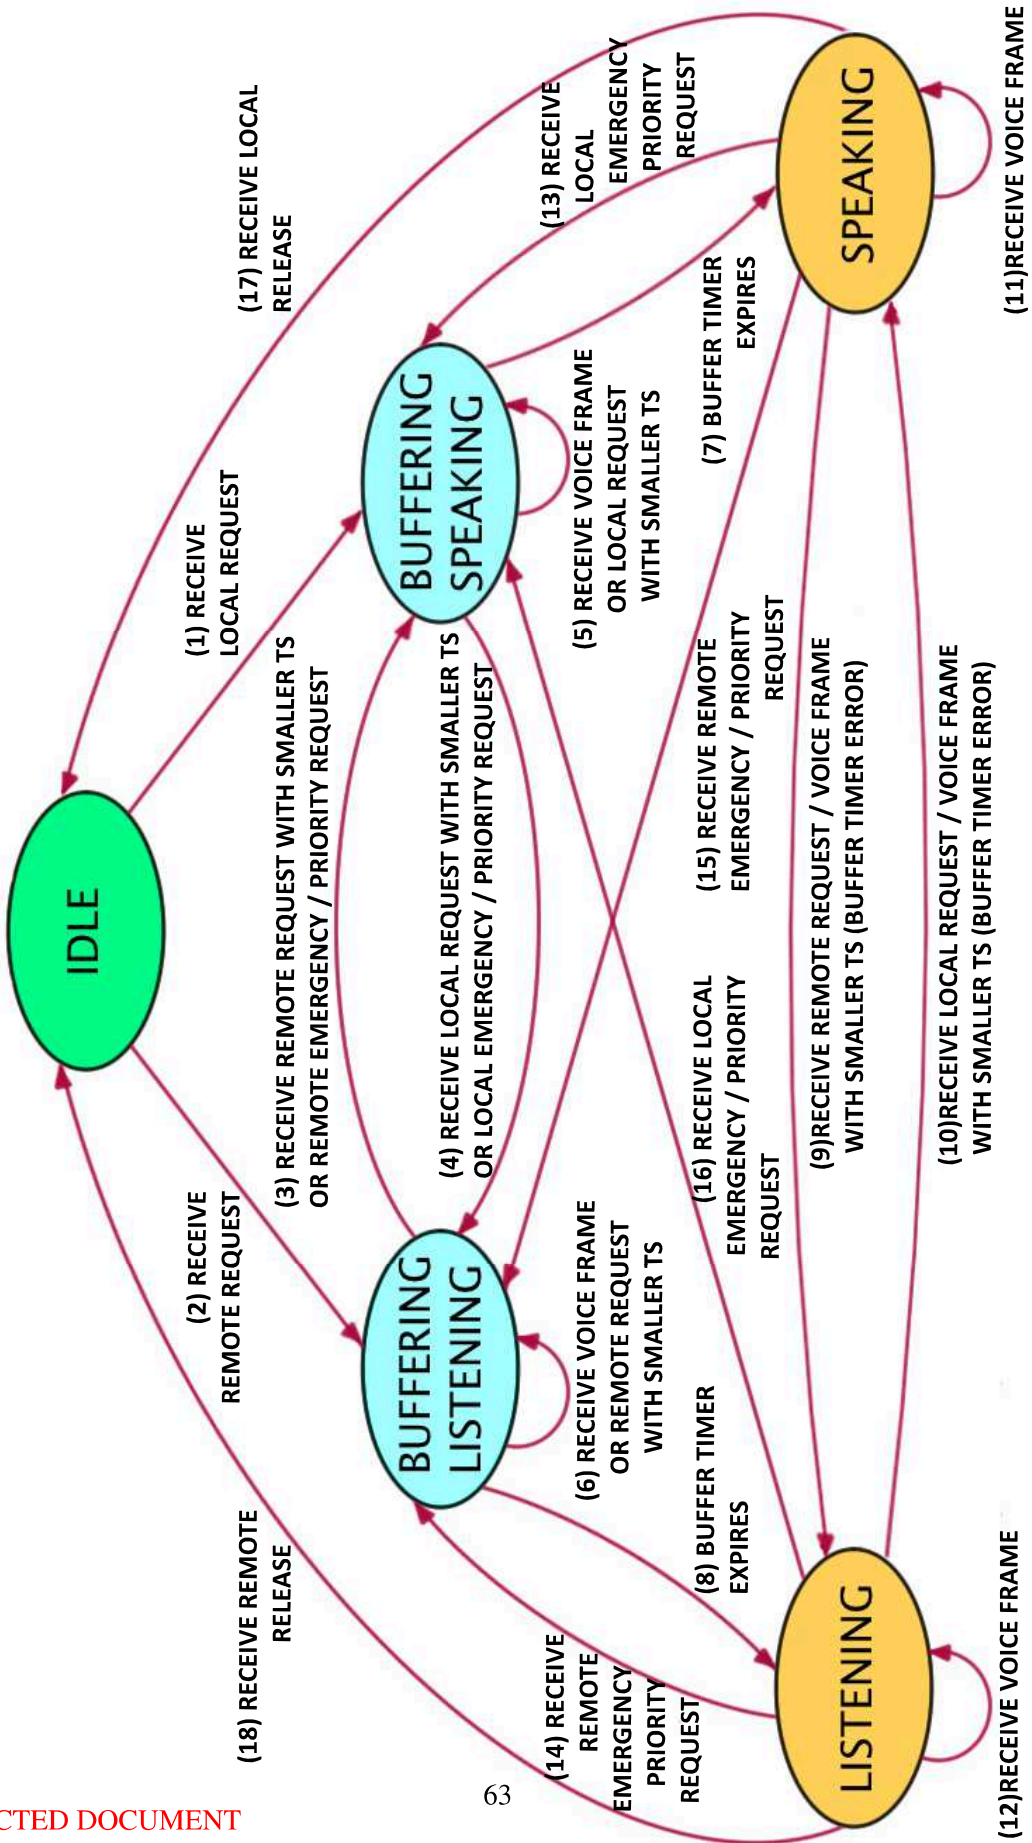 IDLE
(17) RECEIVE LOCAL
RELEASE
(1) RECEIVE
LOCAL REQUEST
(2) RECEIVE
REMOTE REQUEST
(18) RECEIVE REMOTE
RELEASE
(3) RECEIVE REMOTE REQUEST WITH SMALLER TS
OR REMOTE EMERGENCY / PRIORITY REQUEST
BUFFERING
LISTENING
BUFFERING
SPEAKING
(4) RECEIVE LOCAL REQUEST WITH SMALLER TS
OR LOCAL EMERGENCY / PRIORITY REQUEST
(14) RECEIVE
REMOTE
EMERGENCY
PRIORITY
REQUEST
(6) RECEIVE VOICE FRAME
OR REMOTE REQUEST
WITH SMALLER TS
(5) RECEIVE VOICE FRAME
OR LOCAL REQUEST
WITH SMALLER TS
(13) RECEIVE
LOCAL
EMERGENCY
PRIORITY
REQUEST
(8) BUFFER TIMER
EXPIRES
(16) RECEIVE LOCAL
EMERGENCY / PRIORITY
REQUEST
(15) RECEIVE REMOTE
EMERGENCY / PRIORITY
REQUEST
(7) BUFFER TIMER
EXPIRES
LISTENING
(9)RECEIVE REMOTE REQUEST / VOICE FRAME
WITH SMALLER TS (BUFFER TIMER ERROR)
SPEAKING
(10)RECEIVE LOCAL REQUEST / VOICE FRAME
WITH SMALLER TS (BUFFER TIMER ERROR)
(12)RECEIVE VOICE FRAME
(11)RECEIVE VOICE FRAME
63
CTED DOCUMENT